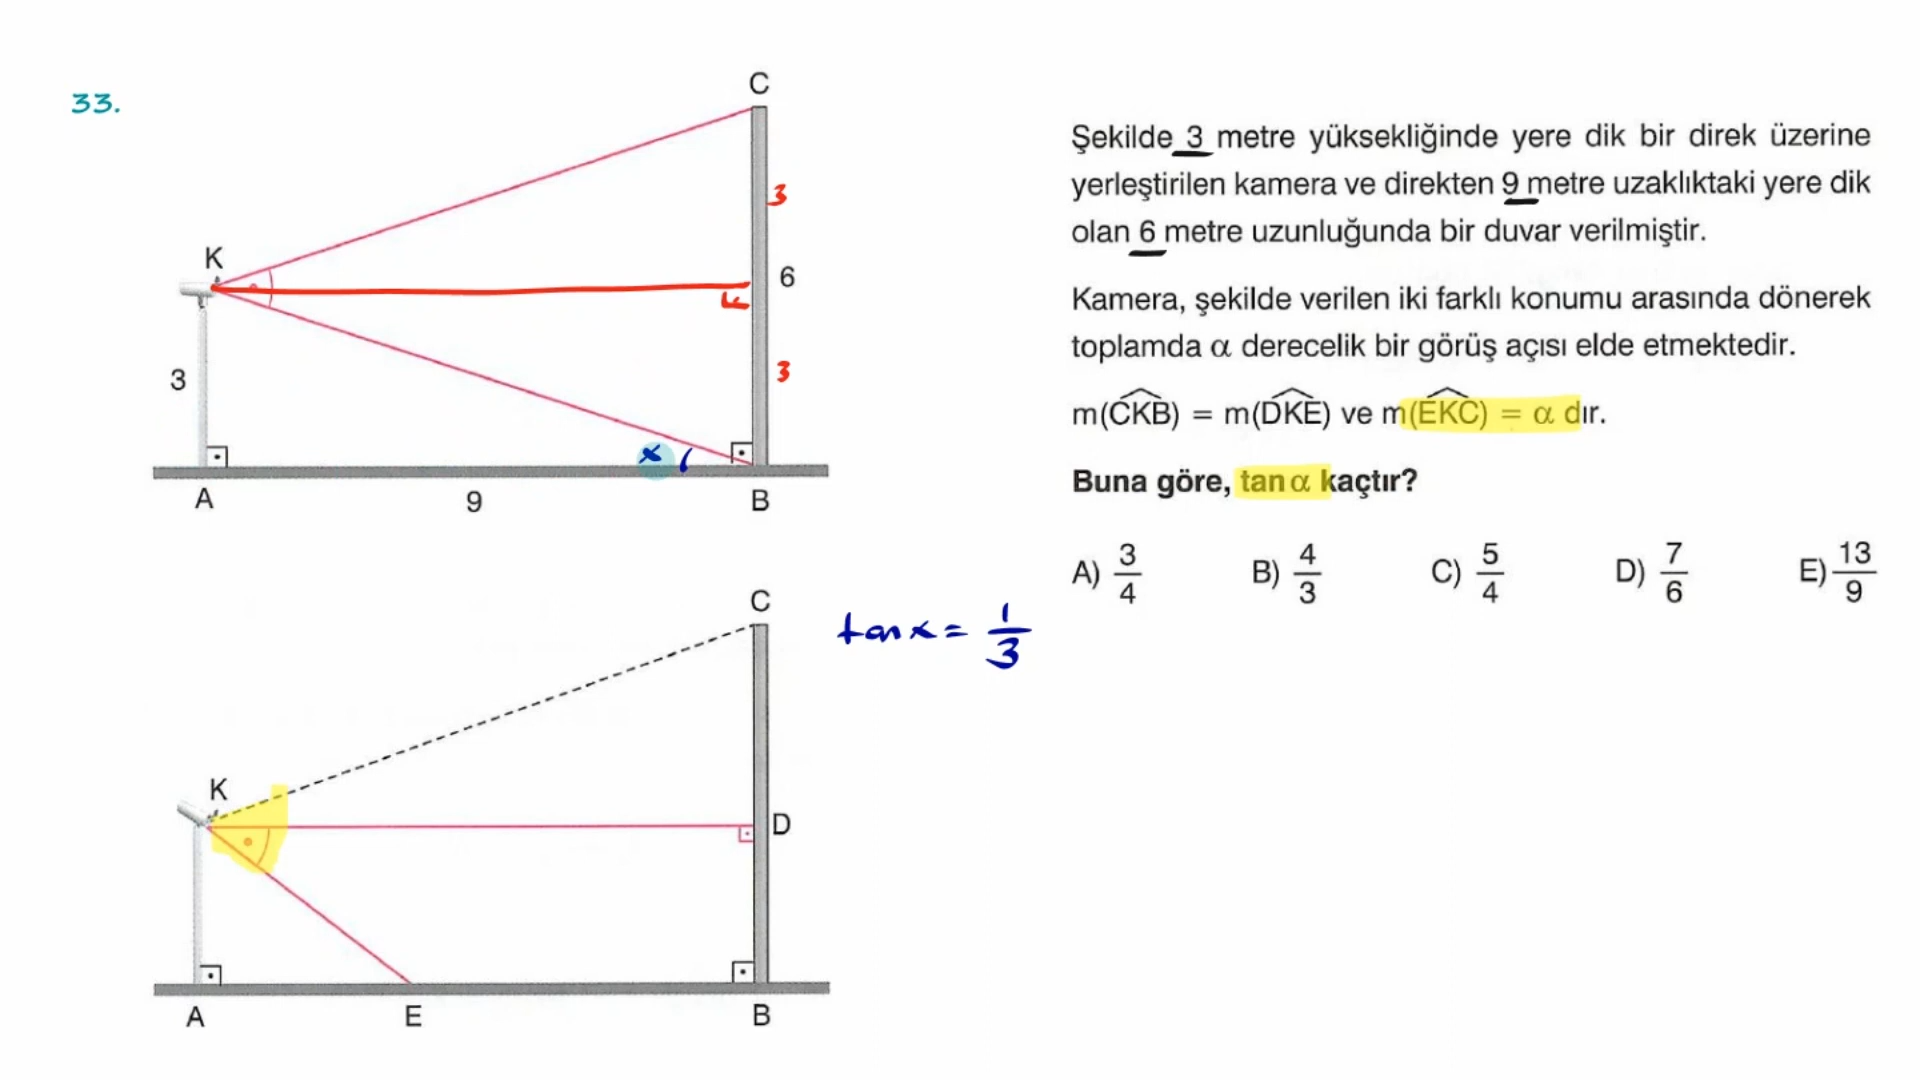 33.
C
3
K
6
3
3
x
A
9
B
Şekilde 3 metre yüksekliğinde yere dik bir direk üzerine
yerleştirilen kamera ve direkten 9 metre uzaklıktaki yere dik
olan 6 metre uzunluğunda bir duvar verilmiştir.
Kamera, şekilde verilen iki farklı konumu arasında dönerek
toplamda α derecelik bir görüş açısı elde etmektedir.
m(CKB) = m(DKE) ve m(EKC) = α dır.
Buna göre, tan α kaçtır?
A) 3/4 B) 4/3 C) 5/4 D) 7/6 E) 13/9
C
tan x = 1/3
K
D
A
E
B